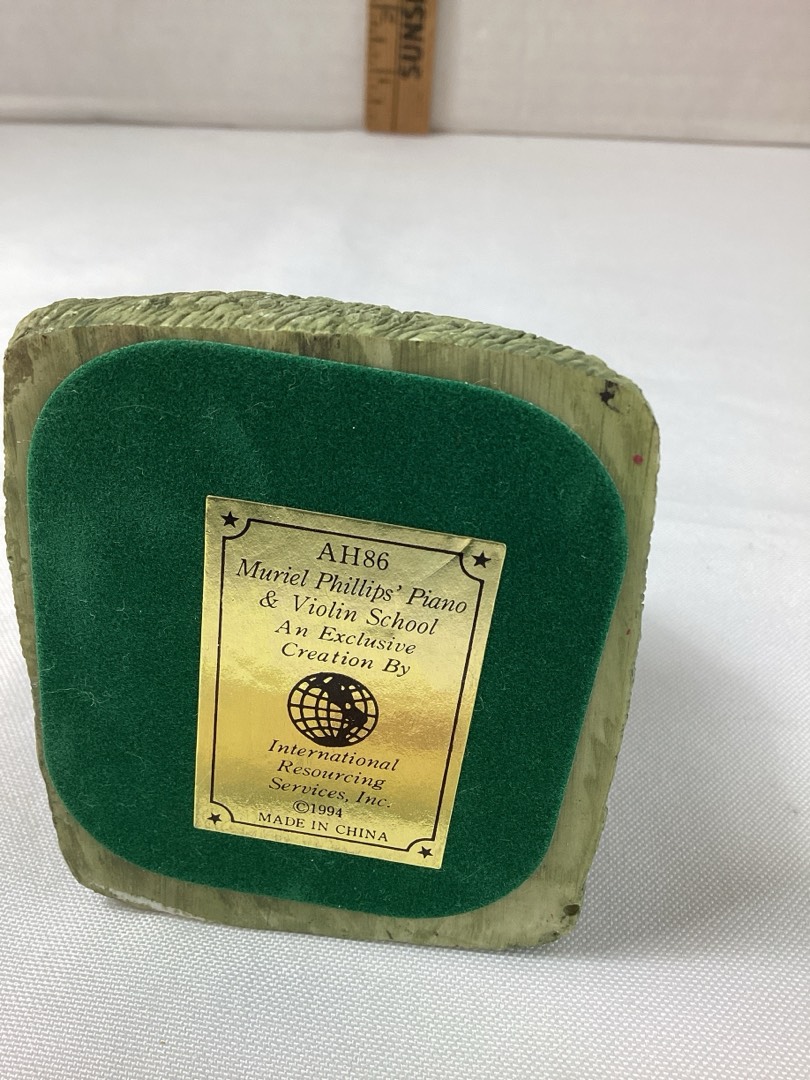 SUNS
AH86
Muriel Phillips' Piano
& Violin School
An Exclusive
Creation By
International
Resourcing
Services, Inc.
©1994
MADE IN CHINA